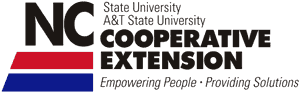 NC State University
A&T State University
COOPERATIVE
EXTENSION
Empowering People · Providing Solutions